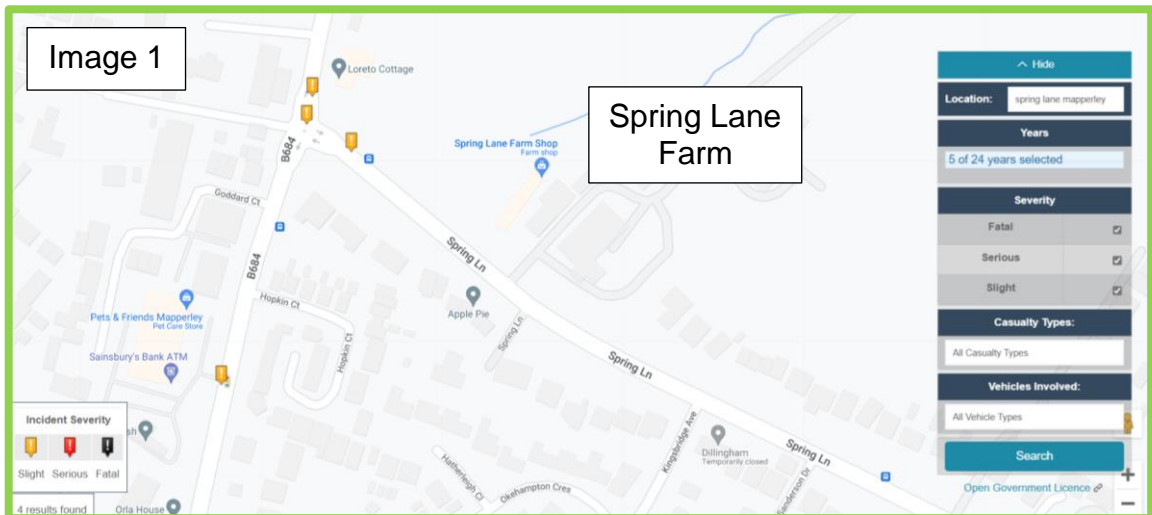 Image 1
Loreto Cottage
B684
Spring Lane Farm Shop
Farm shop
Spring Lane
Farm
Goddard Ct
B684
Spring Ln
Hopkin Ct
Hopkin Ct
Pets & Friends Mapperley
Pet Care Store
Sainsbury's Bank ATM
Apple Pie
Spring Ln
Spring Ln
Kingsbridge Ave
Dillingham
Temporarily closed
Spring Ln
Sanderson Dr
Hatherleigh Cl
Okehampton Cres
Orla House
sh
Incident Severity
Slight Serious Fatal
4 results found
Hide
Location: spring lane mapperley
Years
5 of 24 years selected
Severity
Fatal
Serious
Slight
Casualty Types:
All Casualty Types
Vehicles Involved:
All Vehicle Types
Search
Open Government Licence